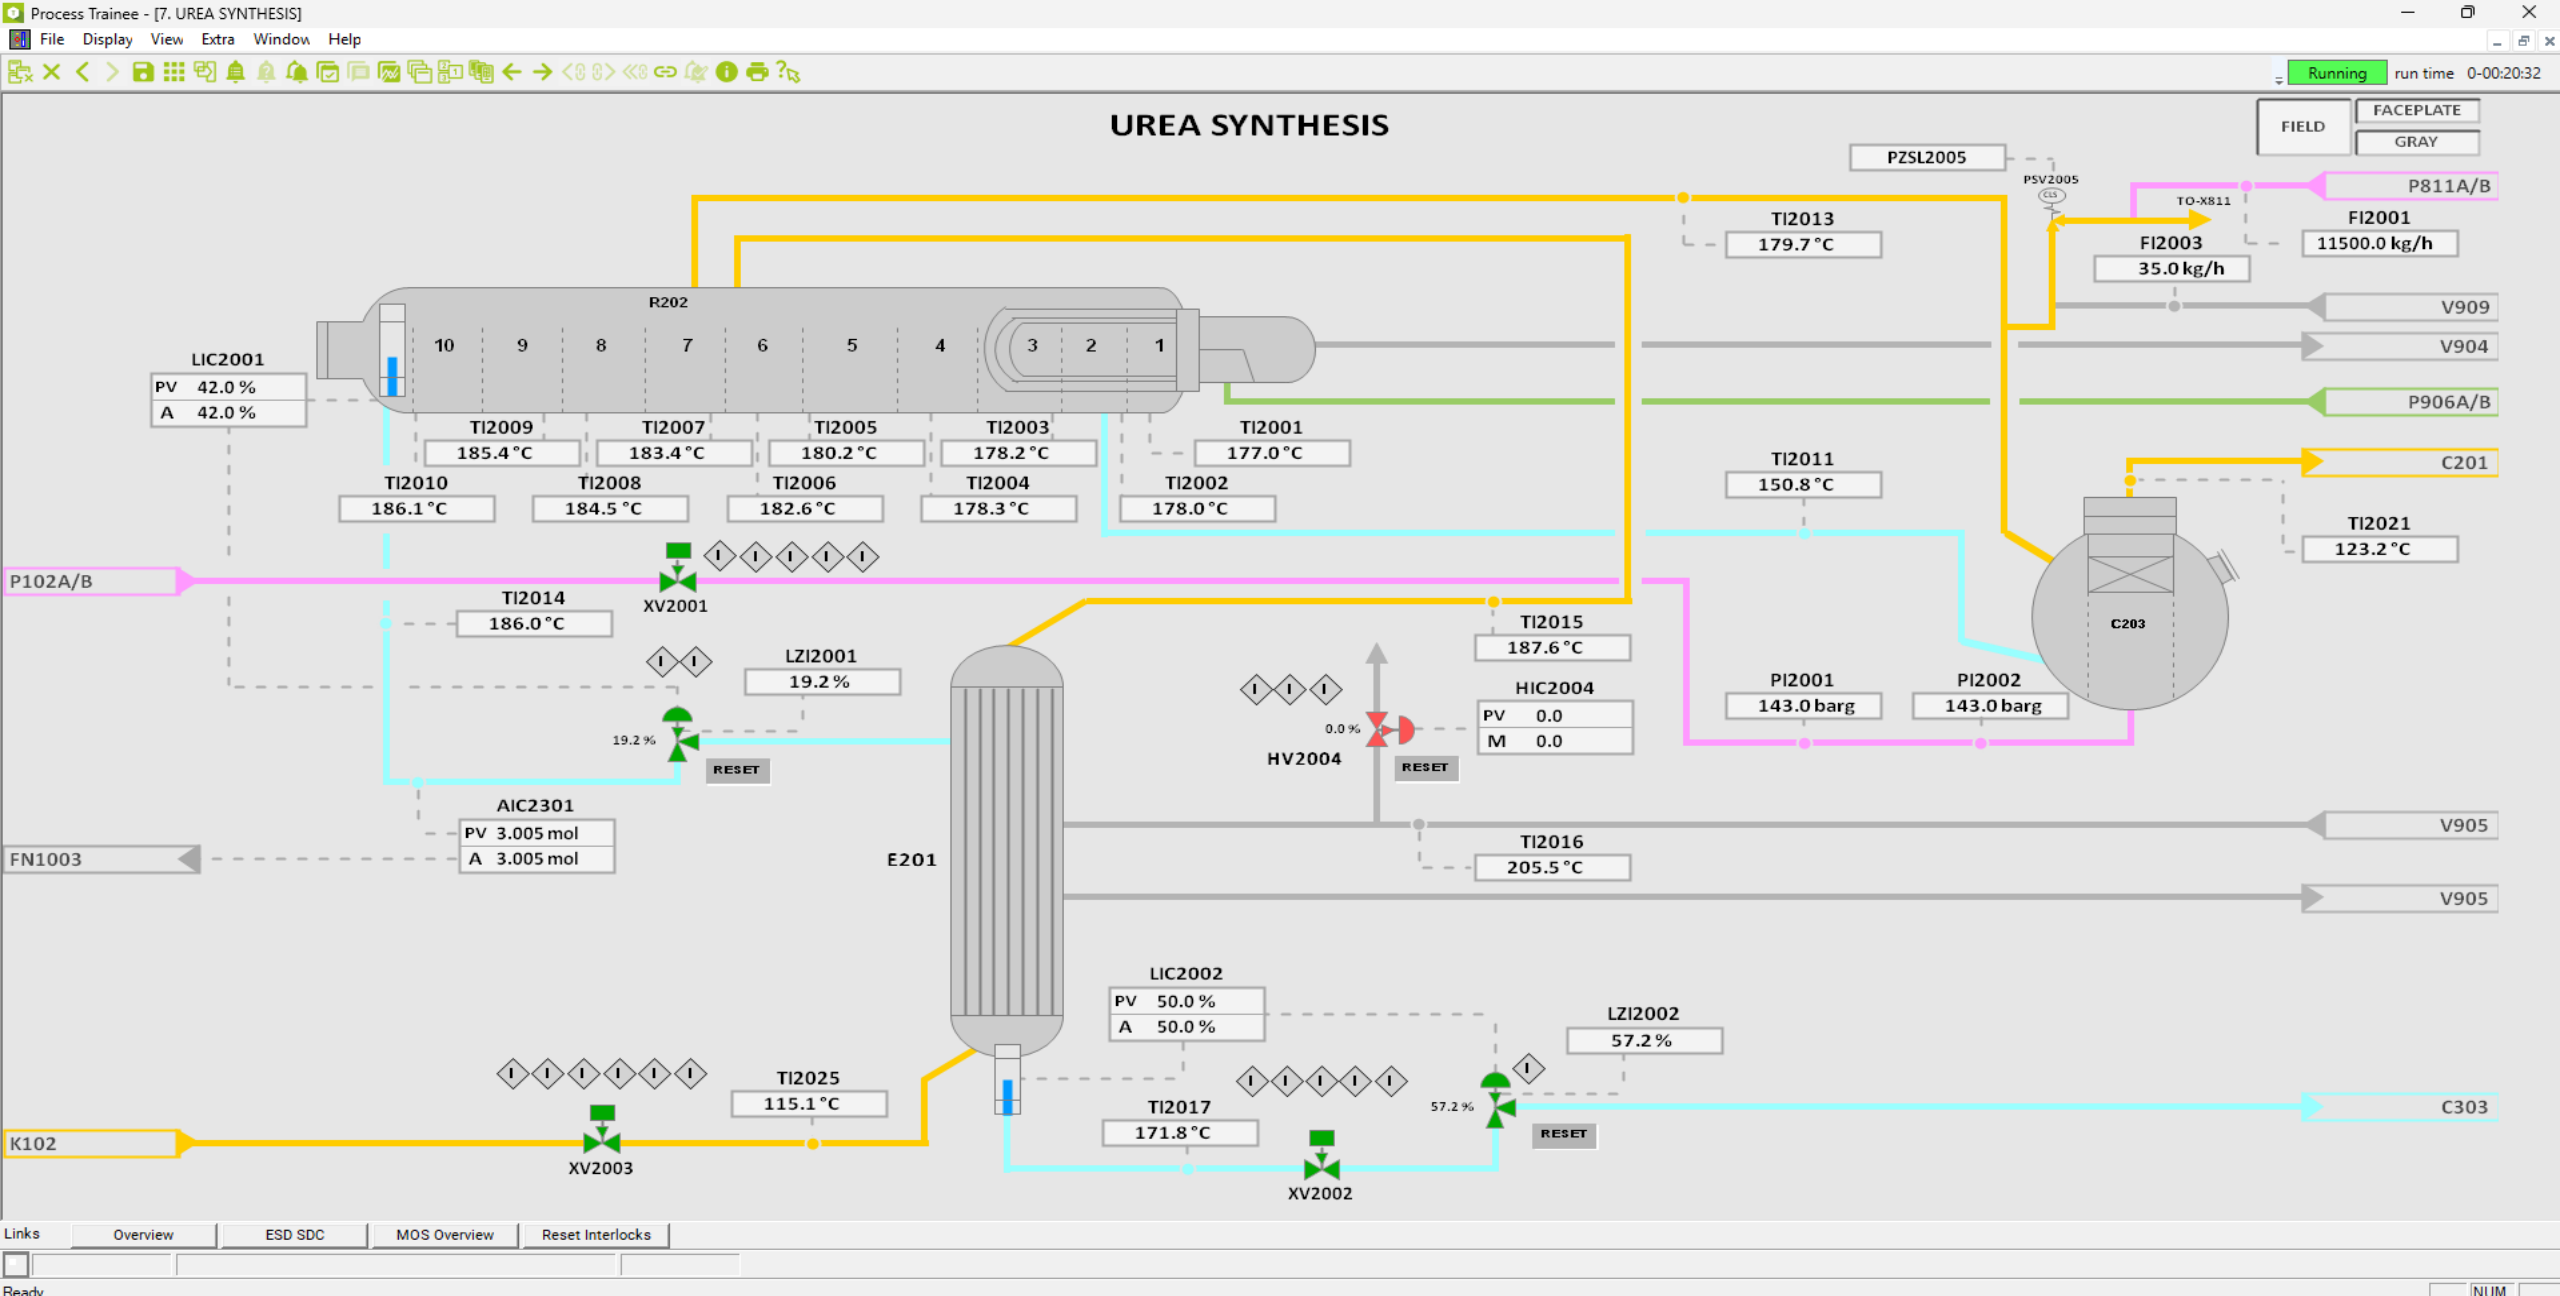 Process Trainee - [7. UREA SYNTHESIS]
File Display View Extra Window Help
Running run time 0-00:20:32
UREA SYNTHESIS
FIELD
FACEPLATE
GRAY
PZSL2005
PSV2005
CLS
TO-X811
P811A/B
FI2001
11500.0 kg/h
FI2003
35.0 kg/h
TI2013
179.7 °C
V909
V904
P906A/B
C201
R202
10 9 8 7 6 5 4 3 2 1
LIC2001
PV 42.0 %
A 42.0 %
TI2009
185.4 °C
TI2007
183.4 °C
TI2005
180.2 °C
TI2003
178.2 °C
TI2001
177.0 °C
TI2010
186.1 °C
TI2008
184.5 °C
TI2006
182.6 °C
TI2004
178.3 °C
TI2002
178.0 °C
TI2011
150.8 °C
TI2021
123.2 °C
P102A/B
I I I I I
XV2001
TI2014
186.0 °C
TI2015
187.6 °C
C203
I I
LZI2001
19.2 %
19.2 %
RESET
I I I
HIC2004
PV 0.0
M 0.0
0.0 %
HV2004
RESET
PI2001
143.0 barg
PI2002
143.0 barg
AIC2301
PV 3.005 mol
A 3.005 mol
FN1003
E201
TI2016
205.5 °C
V905
V905
LIC2002
PV 50.0 %
A 50.0 %
LZI2002
57.2 %
I I I I I I
TI2025
115.1 °C
I I I I I
I
57.2 %
RESET
TI2017
171.8 °C
C303
K102
XV2003
XV2002
Links Overview ESD SDC MOS Overview Reset Interlocks
Ready NUM